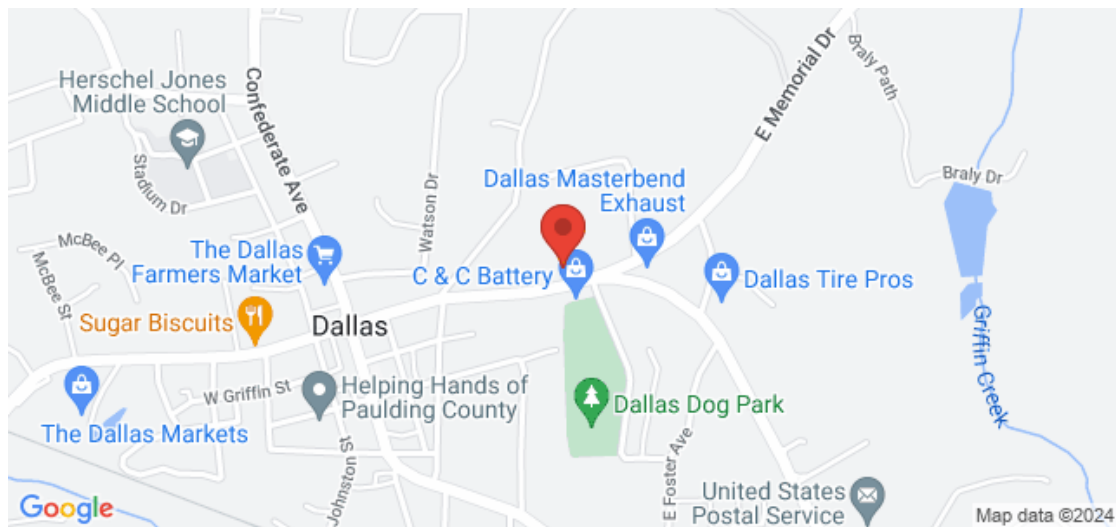 Herschel Jones
Middle School
Confederate Ave
E Memorial Dr
Braly Path
Stadium Dr
Watson Dr
Braly Dr
Dallas Masterbend
Exhaust
McBee Pl
McBee St
The Dallas
Farmers Market
C & C Battery
Dallas Tire Pros
Sugar Biscuits
Dallas
Griffin Creek
W Griffin St
Helping Hands of
Paulding County
Dallas Dog Park
The Dallas Markets
Johnston St
E Foster Ave
United States
Postal Service
Google
Map data ©2024